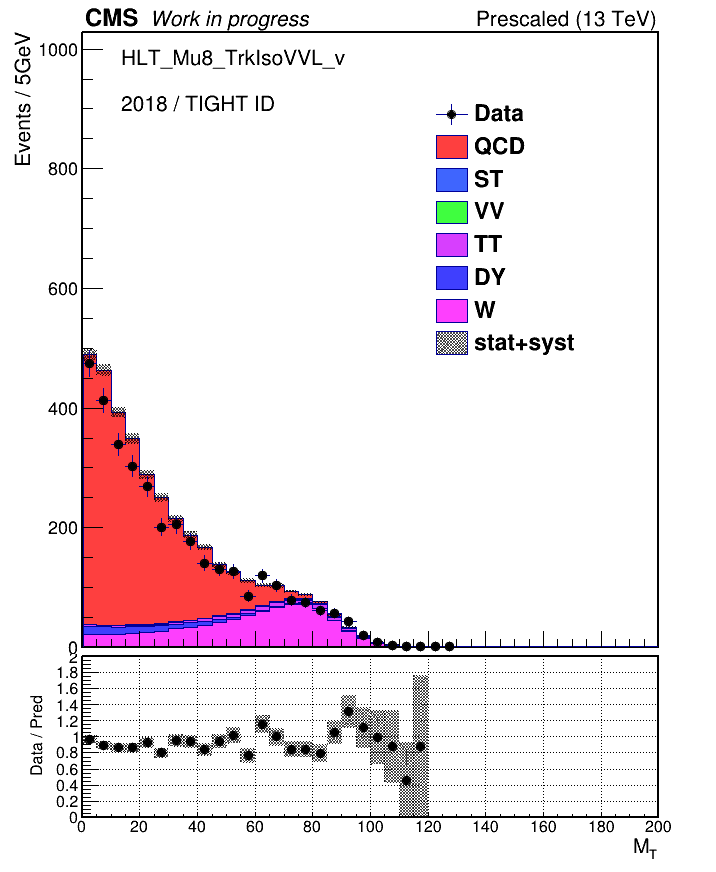 CMS Work in progress Prescaled (13 TeV)
Events / 5GeV
HLT_Mu8_TrkIsoVVL_v
2018 / TIGHT ID
Data
QCD
ST
VV
TT
DY
W
stat+syst
1000
800
600
400
200
0
Data / Pred
2
1.8
1.6
1.4
1.2
1
0.8
0.6
0.4
0.2
0
0 20 40 60 80 100 120 140 160 180 200
M_T